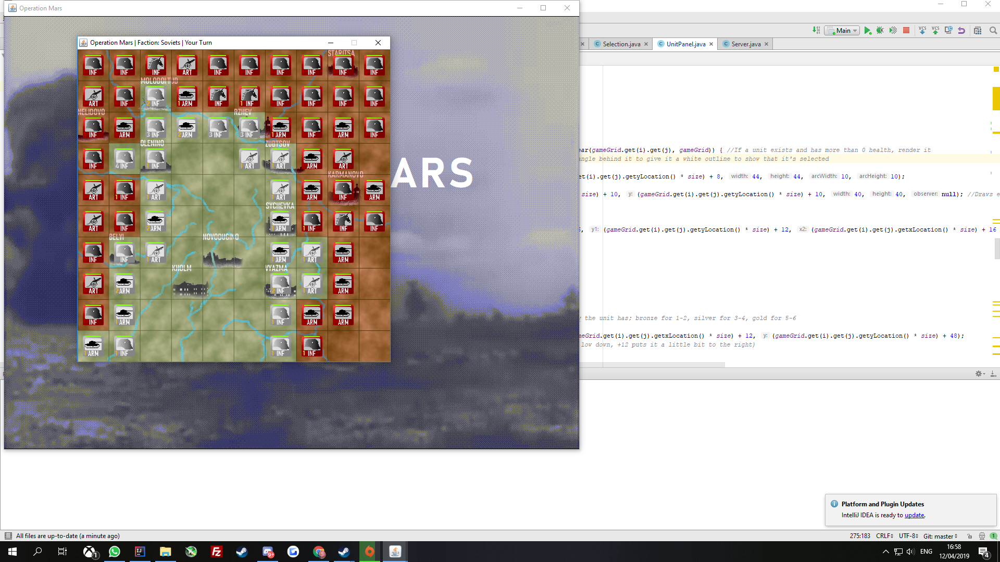 Operation Mars
Operation Mars | Faction: Soviets | Your Turn
STARITSA
INF INF INF ART INF INF INF INF INF INF
MOLODOI TUD
ART INF 2 INF 1 ARM INF 1 INF INF INF INF INF
NELIDOVO RZHEV
INF ARM 3 INF 2 ARM 3 INF 3 INF 1 ARM INF ARM INF
OLENINO ZUBTSOV
INF 4 INF 1 INF 1 ART 1 ART ARM ART
KARMANOVO
ART 1 INF 1 ART 1 ART ARM INF ARM
SYCHEVKA
ART INF 2 ARM 1 ARM 1 INF INF INF
BELYI NOVODUGINO
INF 1 INF 1 ART 1 ARM 1 ART ARM
KHOLM VYAZMA
ART 2 ARM 2 INF 1 ART ARM
INF 1 ARM 1 INF ARM ARM
1 ARM 1 INF 1 INF 1 INF
ARS
Main
VCS VCS
Selection.java UnitPanel.java Server.java
ear(gameGrid.get(i).get(j), gameGrid)) { //If a unit exists and has more than 0 health, render it
angle behind it to give it a white outline to show that it's selected
et(i).get(j).getyLocation() * size) + 8, width: 44, height: 44, arcWidth: 10, arcHeight: 10);
size) + 10, y: (gameGrid.get(i).get(j).getyLocation() * size) + 10, width: 40, height: 40, observer: null); //Draws e
, y1: (gameGrid.get(i).get(j).getyLocation() * size) + 12, x2: (gameGrid.get(i).get(j).getxLocation() * size) + 16
y the unit has; bronze for 1-2, silver for 3-4, gold for 5-6
ameGrid.get(i).get(j).getxLocation() * size) + 12, y: (gameGrid.get(i).get(j).getyLocation() * size) + 48);
low down, +12 puts it a little bit to the right)
Platform and Plugin Updates
IntelliJ IDEA is ready to update.
All files are up-to-date (a minute ago)
275:183 CRLF UTF-8 Git: master 1
1 9+ ENG 16:58 4
12/04/2019